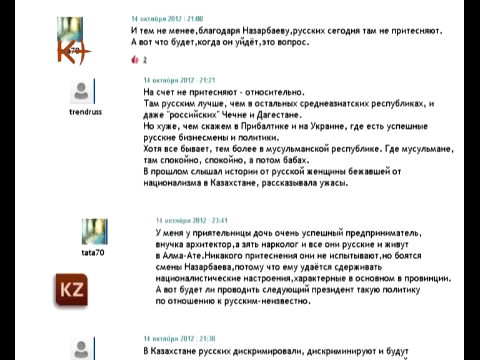 14 октября 2012 | 21:00
И тем не менее,благодаря Назарбаеву,русских сегодня там не притесняют.
А вот что будет,когда он уйдёт,это вопрос.
K+
2
14 октября 2012 | 21:21
На счет не притесняют - относительно.
Там русским лучше, чем в остальных среднеазиатских республиках, и
даже "российских" Чечне и Дагестане.
trendruss
Но хуже, чем скажем в Прибалтике и на Украине, где есть успешные
русские бизнесмены и политики.
Хотя все бывает, тем более в мусульманской республике. Где мусульмане,
там спокойно, спокойно, а потом бабах.
В прошлом слышал истории от русской женщины бежавшей от
национализма в Казахстане, рассказывала ужасы.
14 октября 2012 | 23:41
У меня у приятельницы дочь очень успешный предприниматель,
внучка архитектор,а зять нарколог и все они русские и живут
tata70
в Алма-Ате.Никакого притеснения они не испытывают,но боятся
смены Назарбаева,потому что ему удаётся сдерживать
националистические настроения,характерные в основном в провинции.
KZ
А вот будет ли проводить следующий президент такую политику
по отношению к русским-неизвестно.
14 октября 2012 | 21:38
В Казахстане русских дискримировали, дискриминируют и будут